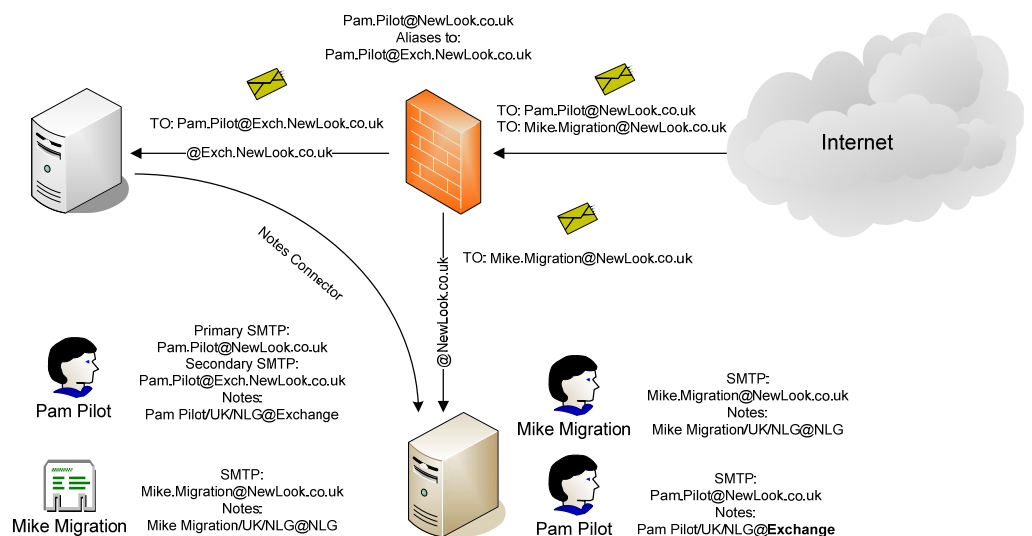 Pam.Pilot@NewLook.co.uk
Aliases to:
Pam.Pilot@Exch.NewLook.co.uk
TO: Pam.Pilot@Exch.NewLook.co.uk
@Exch.NewLook.co.uk
TO: Pam.Pilot@NewLook.co.uk
TO: Mike.Migration@NewLook.co.uk
Internet
Notes Connector
@NewLook.co.uk
TO: Mike.Migration@NewLook.co.uk
Primary SMTP:
Pam.Pilot@NewLook.co.uk
Secondary SMTP:
Pam.Pilot@Exch.NewLook.co.uk
Notes:
Pam Pilot/UK/NLG@Exchange
Pam Pilot
SMTP:
Mike.Migration@NewLook.co.uk
Notes:
Mike Migration/UK/NLG@NLG
Mike Migration
SMTP:
Mike.Migration@NewLook.co.uk
Notes:
Mike Migration/UK/NLG@NLG
Mike Migration
SMTP:
Pam.Pilot@NewLook.co.uk
Notes:
Pam Pilot/UK/NLG@Exchange
Pam Pilot